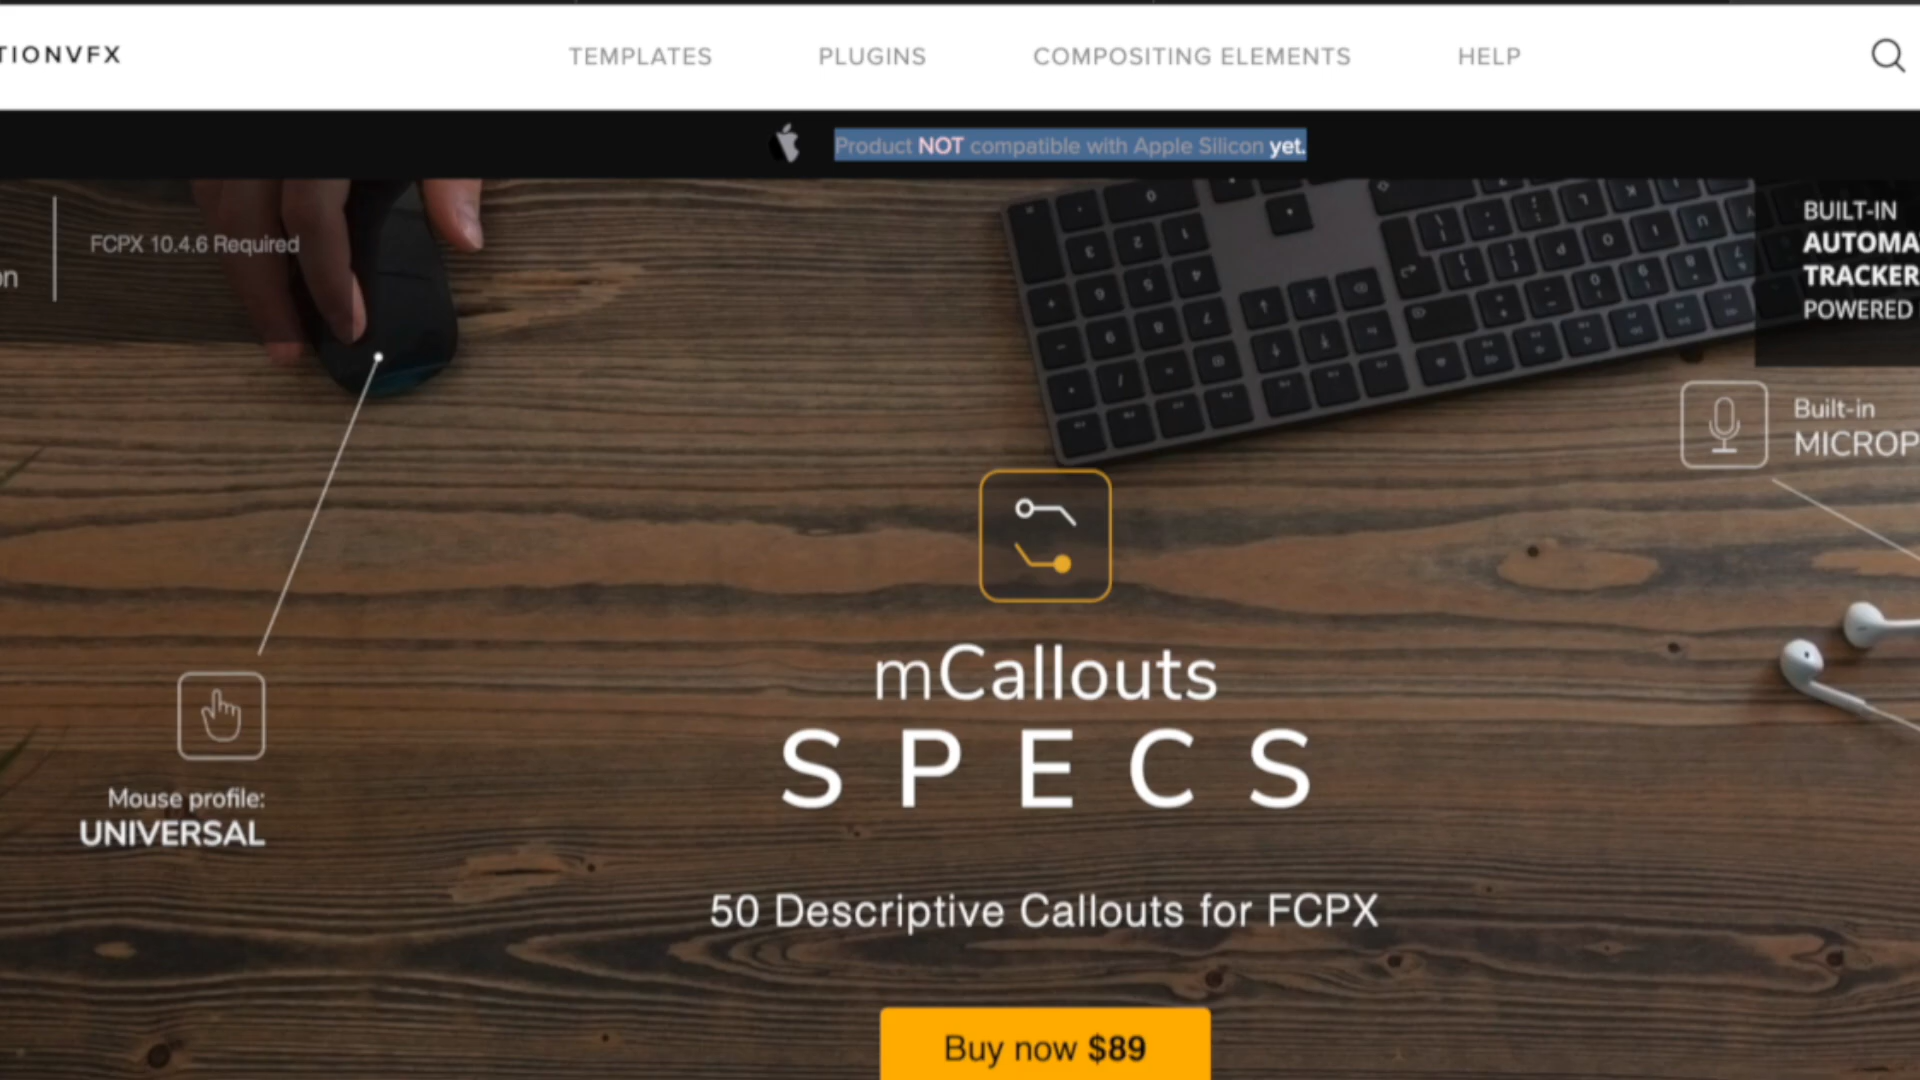 TIONVFX
TEMPLATES
PLUGINS
COMPOSITING ELEMENTS
HELP
Product NOT compatible with Apple Silicon yet.
on
FCPX 10.4.6 Required
BUILT-IN
AUTOMA
TRACKER
POWERED
Built-in
MICROP
mCallouts
SPECS
Mouse profile:
UNIVERSAL
50 Descriptive Callouts for FCPX
Buy now $89